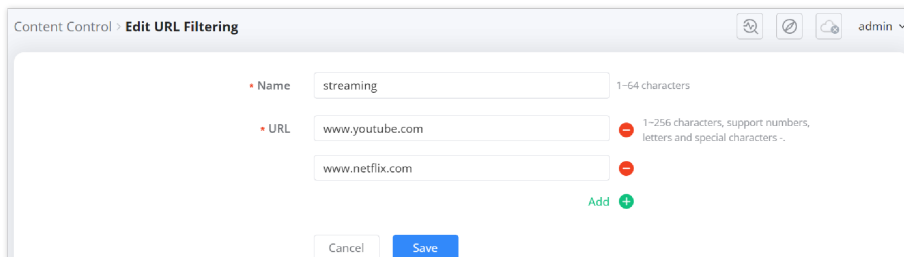 Content Control > Edit URL Filtering
admin
* Name streaming 1~64 characters
* URL www.youtube.com 1~256 characters, support numbers,
letters and special characters -.
www.netflix.com
Add
Cancel Save